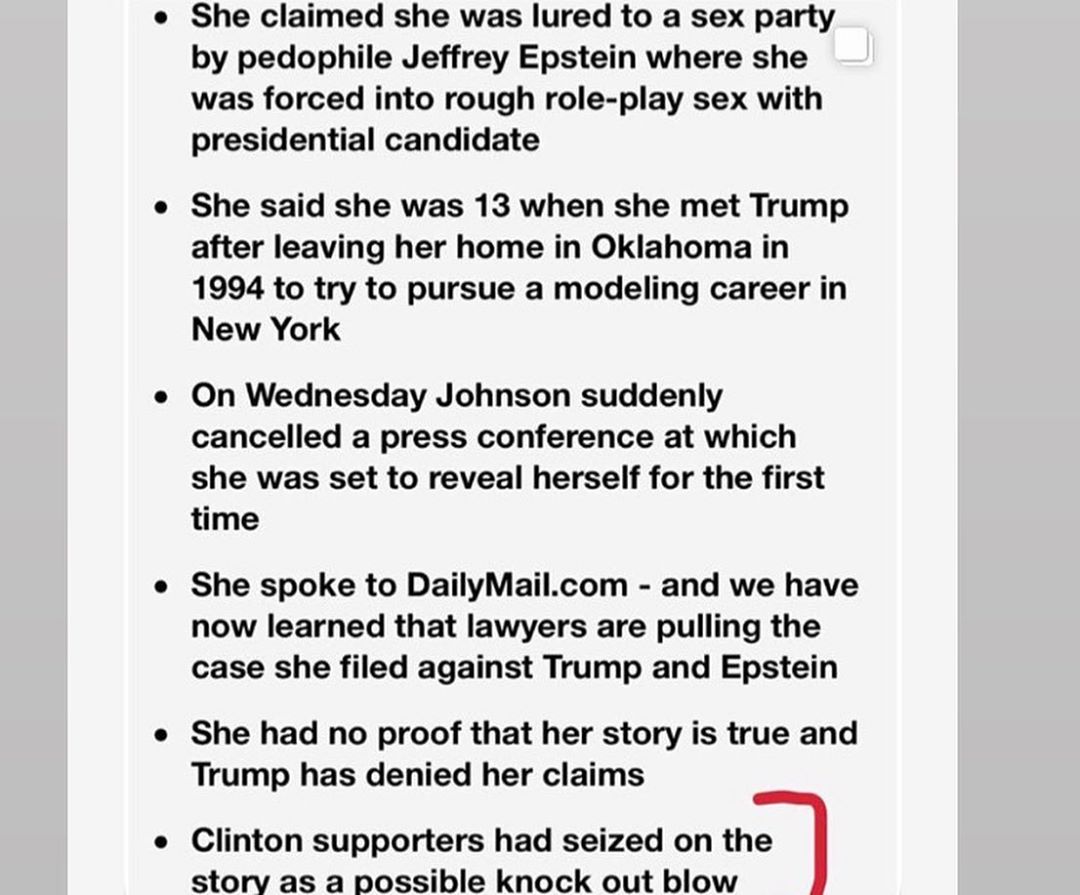 • She claimed she was lured to a sex party
by pedophile Jeffrey Epstein where she
was forced into rough role-play sex with
presidential candidate
• She said she was 13 when she met Trump
after leaving her home in Oklahoma in
1994 to try to pursue a modeling career in
New York
• On Wednesday Johnson suddenly
cancelled a press conference at which
she was set to reveal herself for the first
time
• She spoke to DailyMail.com - and we have
now learned that lawyers are pulling the
case she filed against Trump and Epstein
• She had no proof that her story is true and
Trump has denied her claims
• Clinton supporters had seized on the
story as a possible knock out blow